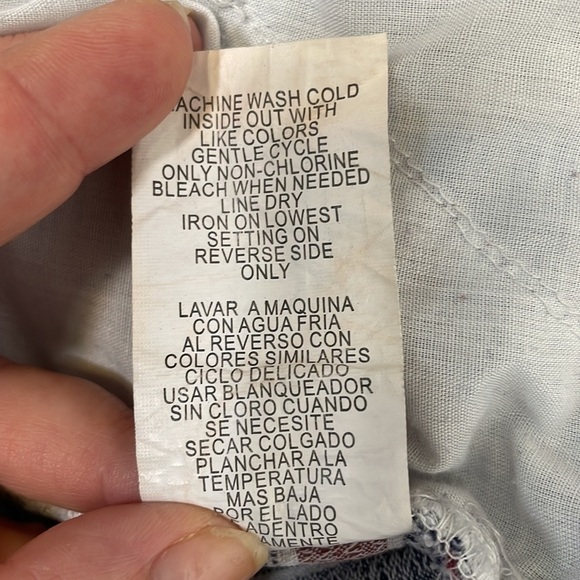 MACHINE WASH COLD
INSIDE OUT WITH
LIKE COLORS
GENTLE CYCLE
ONLY NON-CHLORINE
BLEACH WHEN NEEDED
LINE DRY
IRON ON LOWEST
SETTING ON
REVERSE SIDE
ONLY
LAVAR A MAQUINA
CON AGUA FRIA
AL REVERSO CON
COLORES SIMILARES
CICLO DELICADO
USAR BLANQUEADOR
SIN CLORO CUANDO
SE NECESITE
SECAR COLGADO
PLANCHAR A LA
TEMPERATURA
MAS BAJA
POR EL LADO
ADENTRO